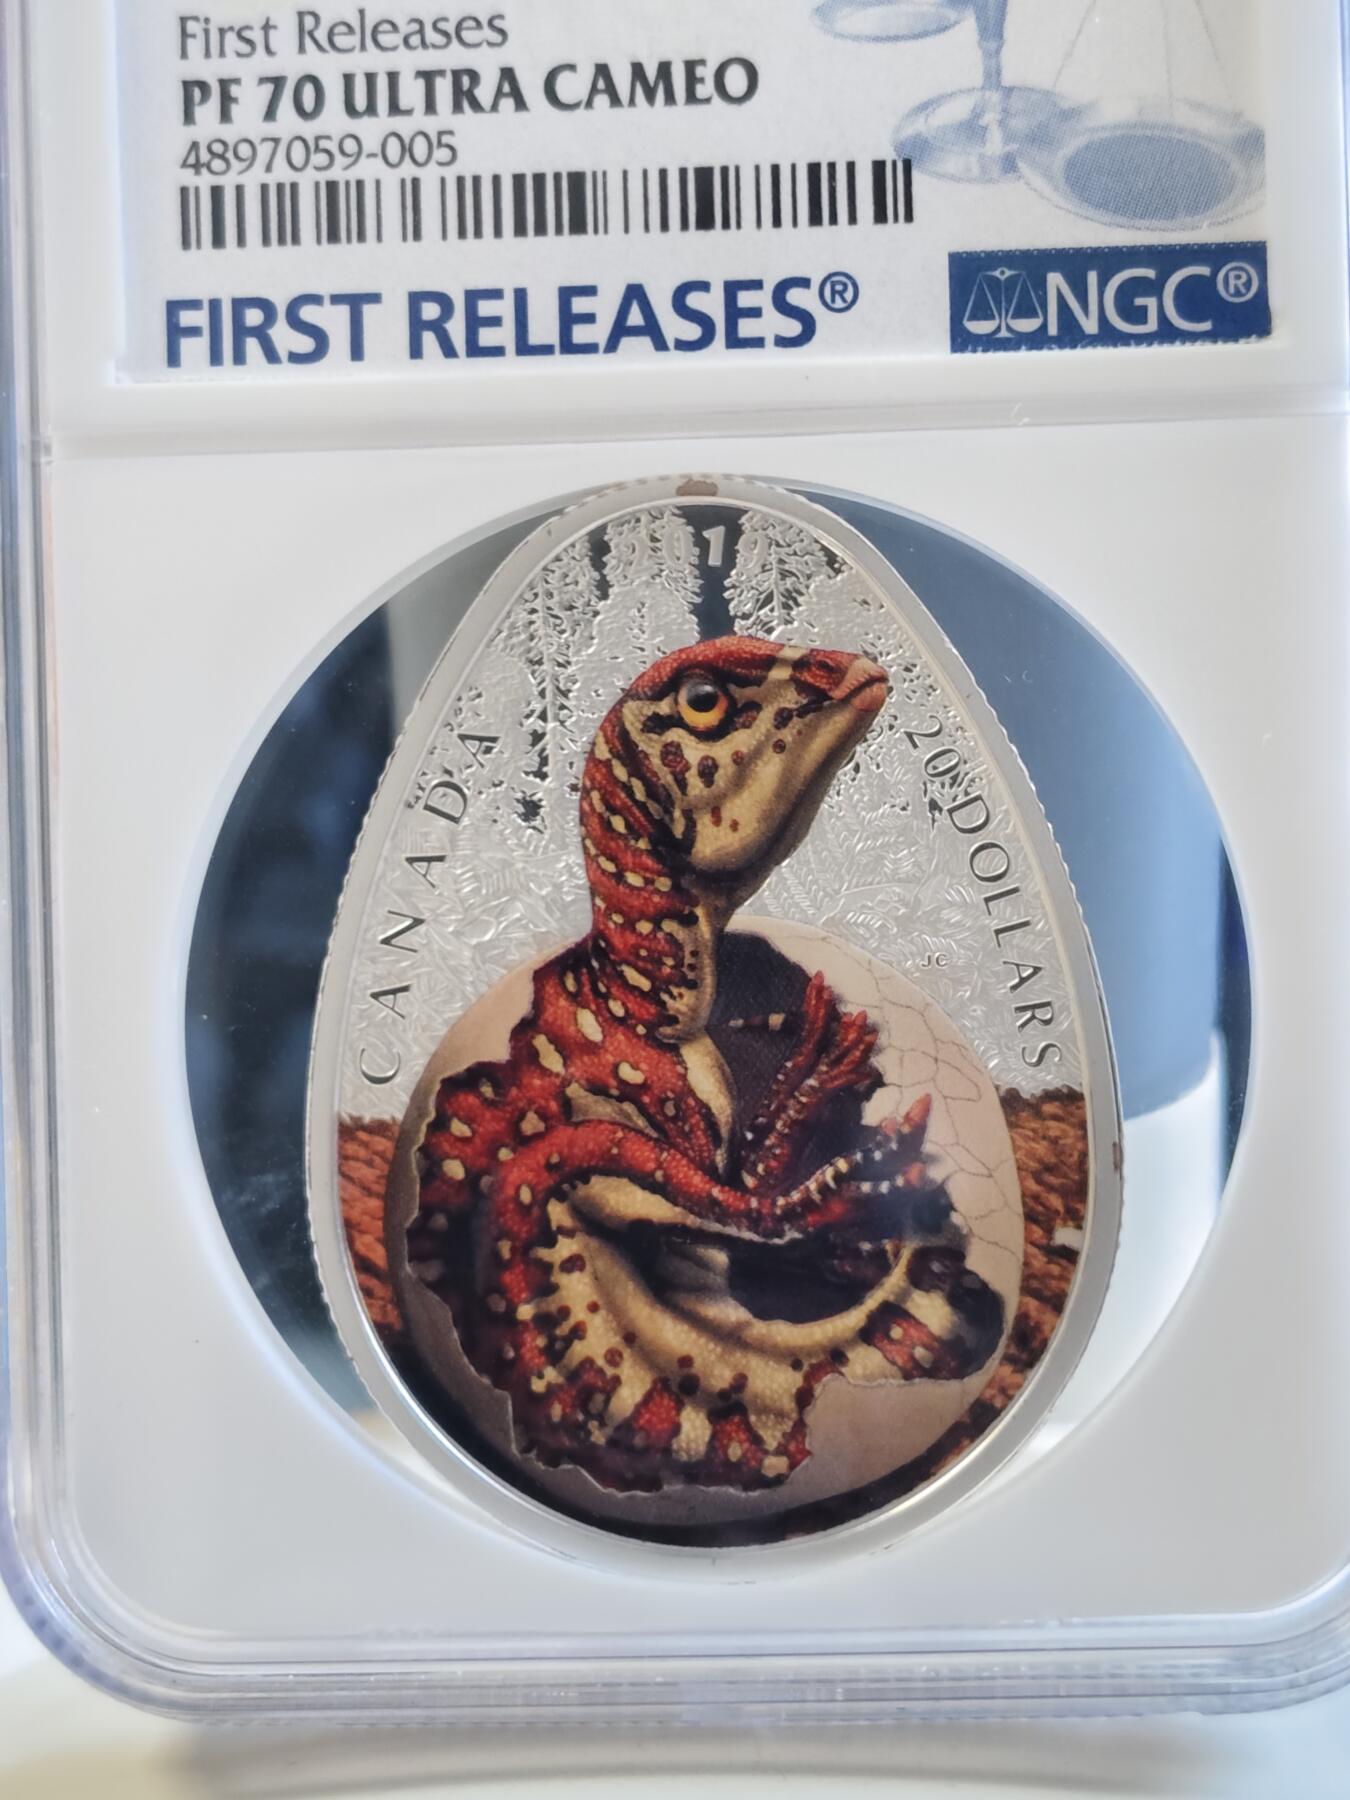 First Releases
PF 70 ULTRA CAMEO
4897059-005
FIRST RELEASES®
NGC®
2019
CANADA
20 DOLLARS
JC